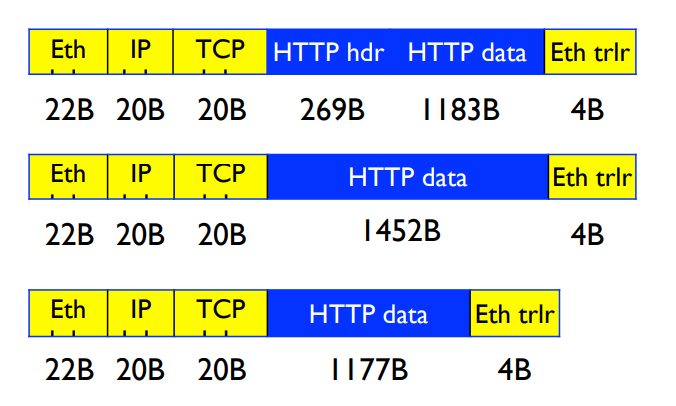 Eth IP TCP HTTP hdr HTTP data Eth trlr
22B 20B 20B 269B 1183B 4B
Eth IP TCP HTTP data Eth trlr
22B 20B 20B 1452B 4B
Eth IP TCP HTTP data Eth trlr
22B 20B 20B 1177B 4B